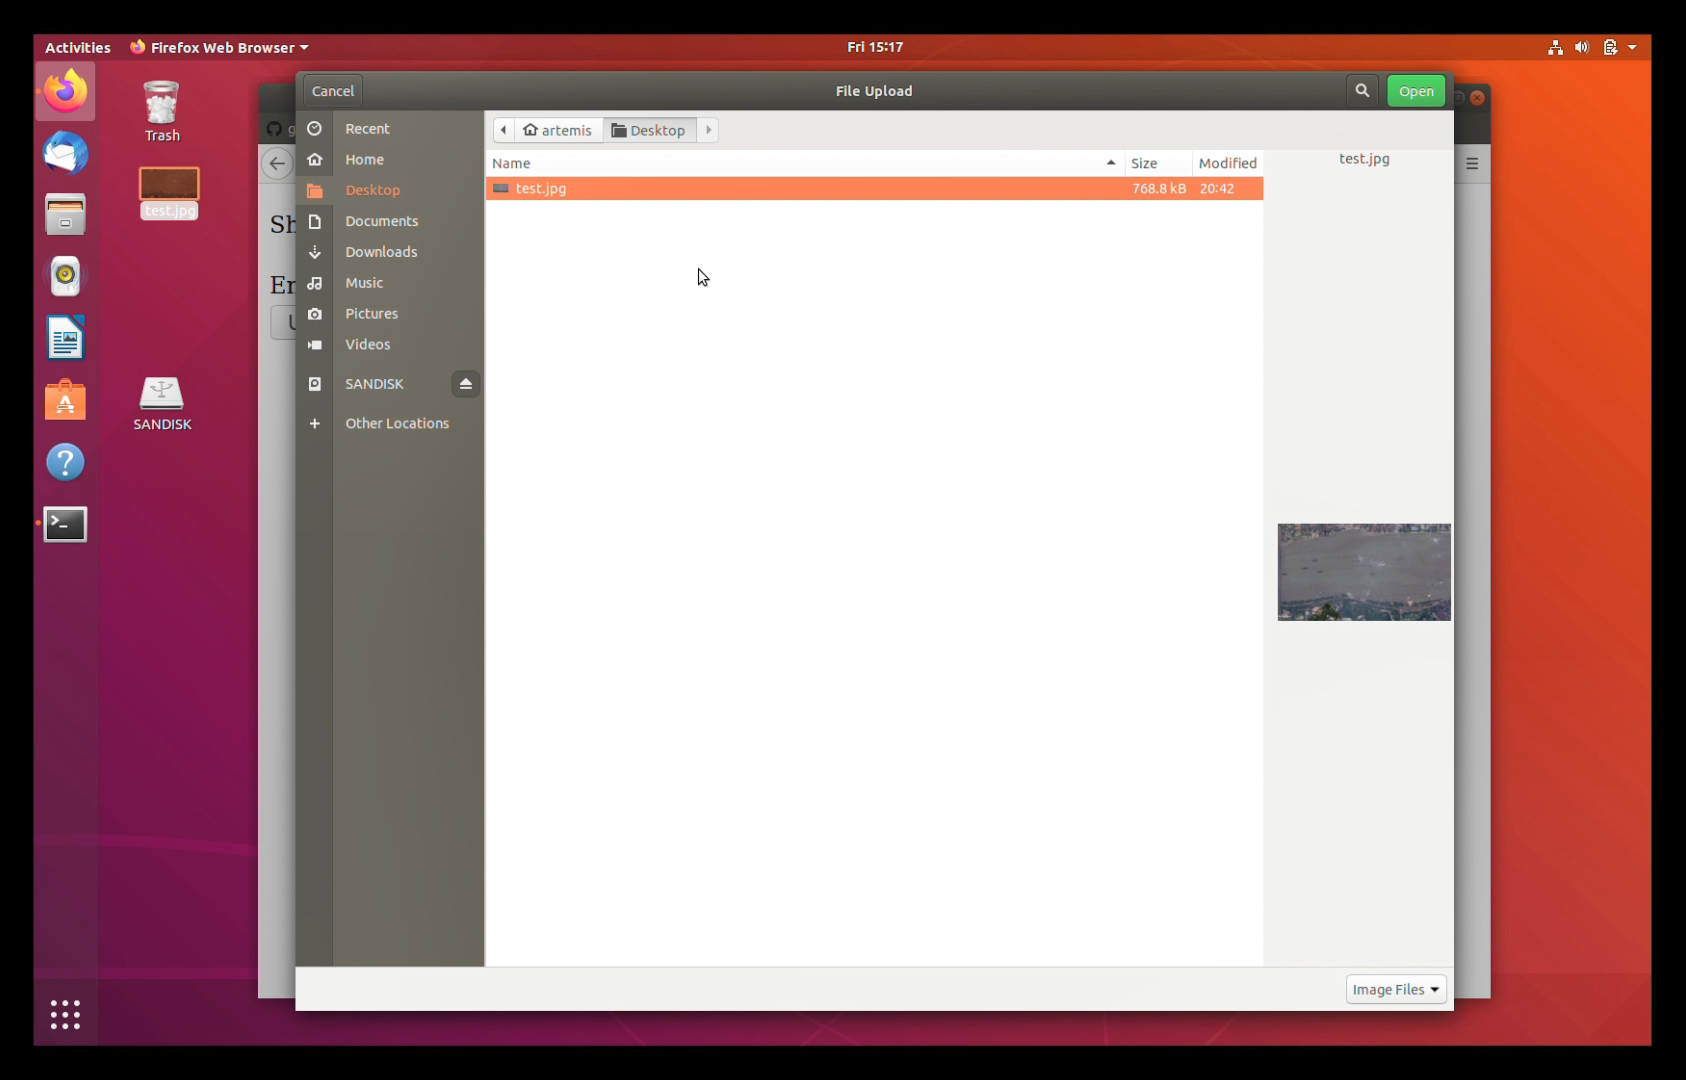 Activities Firefox Web Browser Fri 15:17
Cancel File Upload Open
Trash
test.jpg
SANDISK
Recent
Home
Desktop
Documents
Downloads
Music
Pictures
Videos
SANDISK
Other Locations
artemis Desktop
Name Size Modified
test.jpg 768.8 kB 20:42
test.jpg
Image Files